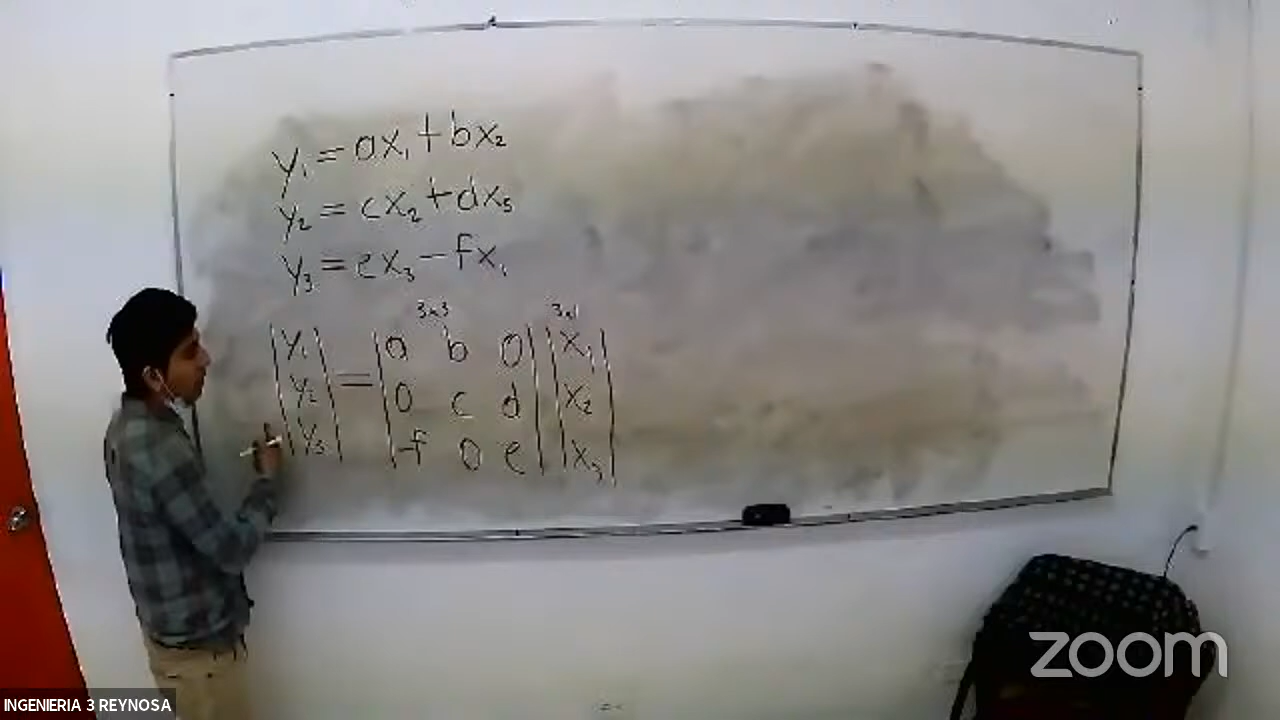 y₁ = ax₁ + bx₂
y₂ = cx₂ + dx₃
y₃ = ex₃ − fx₁
3x3 3x1
|y₁| = |a b 0| |x₁|
|y₂| |0 c d| |x₂|
|y₃| |-f 0 e| |x₃|
zoom
INGENIERIA 3 REYNOSA